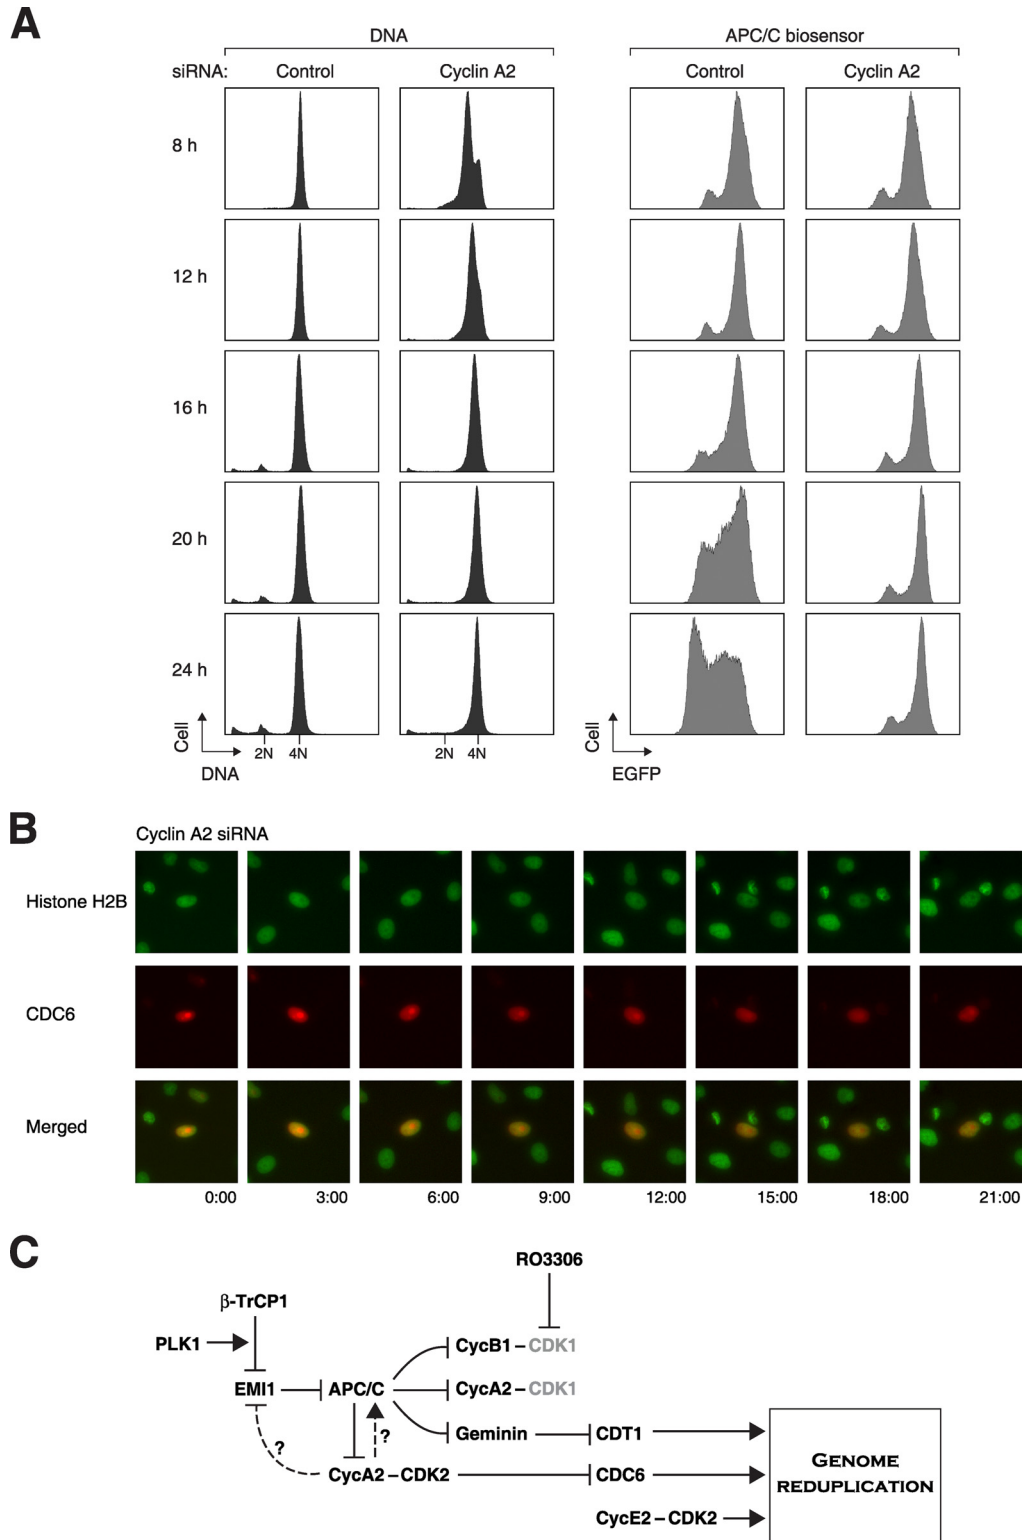 A
DNA
APC/C biosensor
siRNA: Control Cyclin A2 Control Cyclin A2
8 h
12 h
16 h
20 h
24 h
Cell
2N 4N 2N 4N
DNA
Cell
EGFP
B
Cyclin A2 siRNA
Histone H2B
CDC6
Merged
0:00 3:00 6:00 9:00 12:00 15:00 18:00 21:00
C
RO3306
β-TrCP1
PLK1
CycB1 – CDK1
EMI1 APC/C CycA2 – CDK1
? ? Geminin CDT1
CycA2 – CDK2 CDC6
GENOME
REDUPLICATION
CycE2 – CDK2